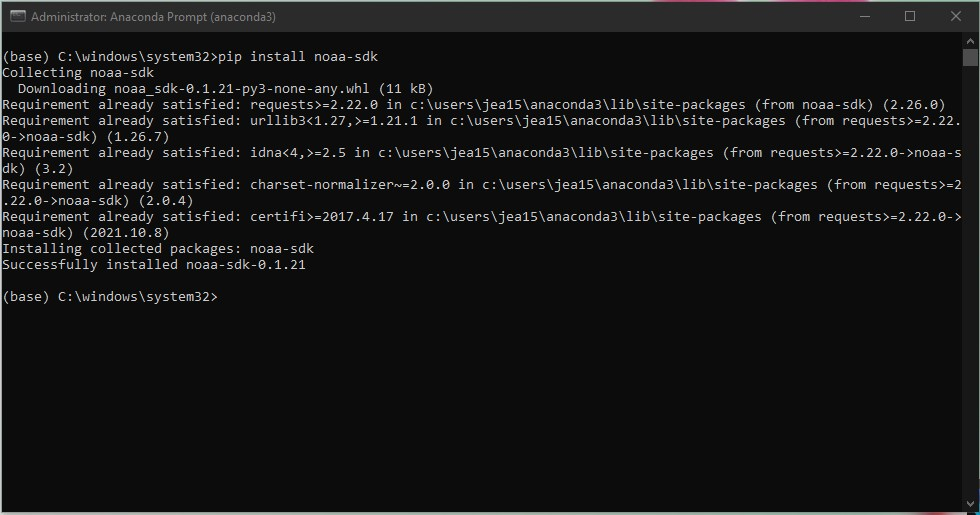 Administrator: Anaconda Prompt (anaconda3)
(base) C:\windows\system32>pip install noaa-sdk
Collecting noaa-sdk
  Downloading noaa_sdk-0.1.21-py3-none-any.whl (11 kB)
Requirement already satisfied: requests>=2.22.0 in c:\users\jea15\anaconda3\lib\site-packages (from noaa-sdk) (2.26.0)
Requirement already satisfied: urllib3<1.27,>=1.21.1 in c:\users\jea15\anaconda3\lib\site-packages (from requests>=2.22.
0->noaa-sdk) (1.26.7)
Requirement already satisfied: idna<4,>=2.5 in c:\users\jea15\anaconda3\lib\site-packages (from requests>=2.22.0->noaa-s
dk) (3.2)
Requirement already satisfied: charset-normalizer~=2.0.0 in c:\users\jea15\anaconda3\lib\site-packages (from requests>=2
.22.0->noaa-sdk) (2.0.4)
Requirement already satisfied: certifi>=2017.4.17 in c:\users\jea15\anaconda3\lib\site-packages (from requests>=2.22.0->
noaa-sdk) (2021.10.8)
Installing collected packages: noaa-sdk
Successfully installed noaa-sdk-0.1.21
(base) C:\windows\system32>